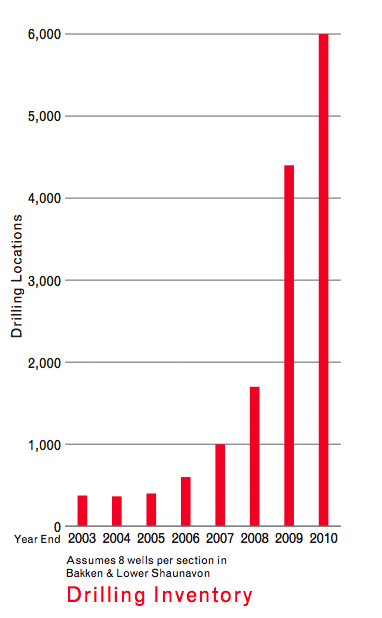 6,000
5,000
4,000
3,000
2,000
1,000
0
Drilling Locations
Year End 2003 2004 2005 2006 2007 2008 2009 2010
Assumes 8 wells per section in
Bakken & Lower Shaunavon
Drilling Inventory